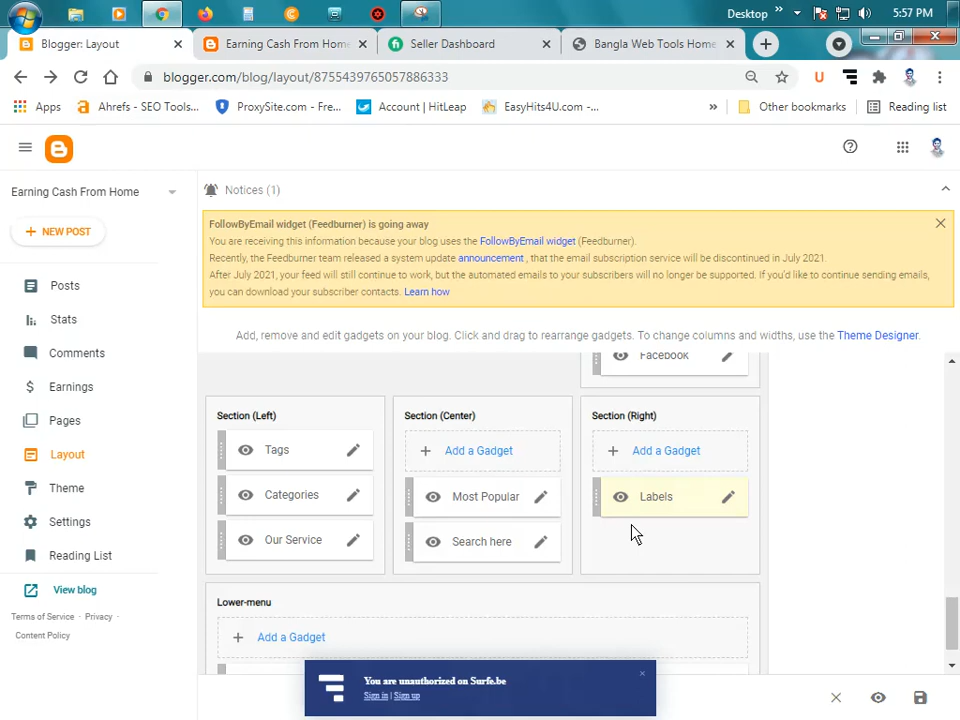 Desktop
»
5:57 PM
Blogger: Layout
Earning Cash From Home
Seller Dashboard
Bangla Web Tools Home
blogger.com/blog/layout/8755439765057886333
U
Apps
Ahrefs - SEO Tools...
ProxySite.com - Fre...
Account | HitLeap
EasyHits4U.com -...
»
Other bookmarks
Reading list
Earning Cash From Home
Notices (1)
NEW POST
FollowByEmail widget (Feedburner) is going away
You are receiving this information because your blog uses the FollowByEmail widget (Feedburner).
Recently, the Feedburner team released a system update announcement , that the email subscription service will be discontinued in July 2021.
After July 2021, your feed will still continue to work, but the automated emails to your subscribers will no longer be supported. If you'd like to continue sending emails,
you can download your subscriber contacts. Learn how
Posts
Stats
Comments
Earnings
Pages
Layout
Theme
Settings
Reading List
View blog
Terms of Service · Privacy ·
Content Policy
Add, remove and edit gadgets on your blog. Click and drag to rearrange gadgets. To change columns and widths, use the Theme Designer.
Facebook
Section (Left)
Tags
Categories
Our Service
Section (Center)
Add a Gadget
Most Popular
Search here
Section (Right)
Add a Gadget
Labels
Lower-menu
Add a Gadget
You are unauthorized on Surfe.be
Sign in | Sign up